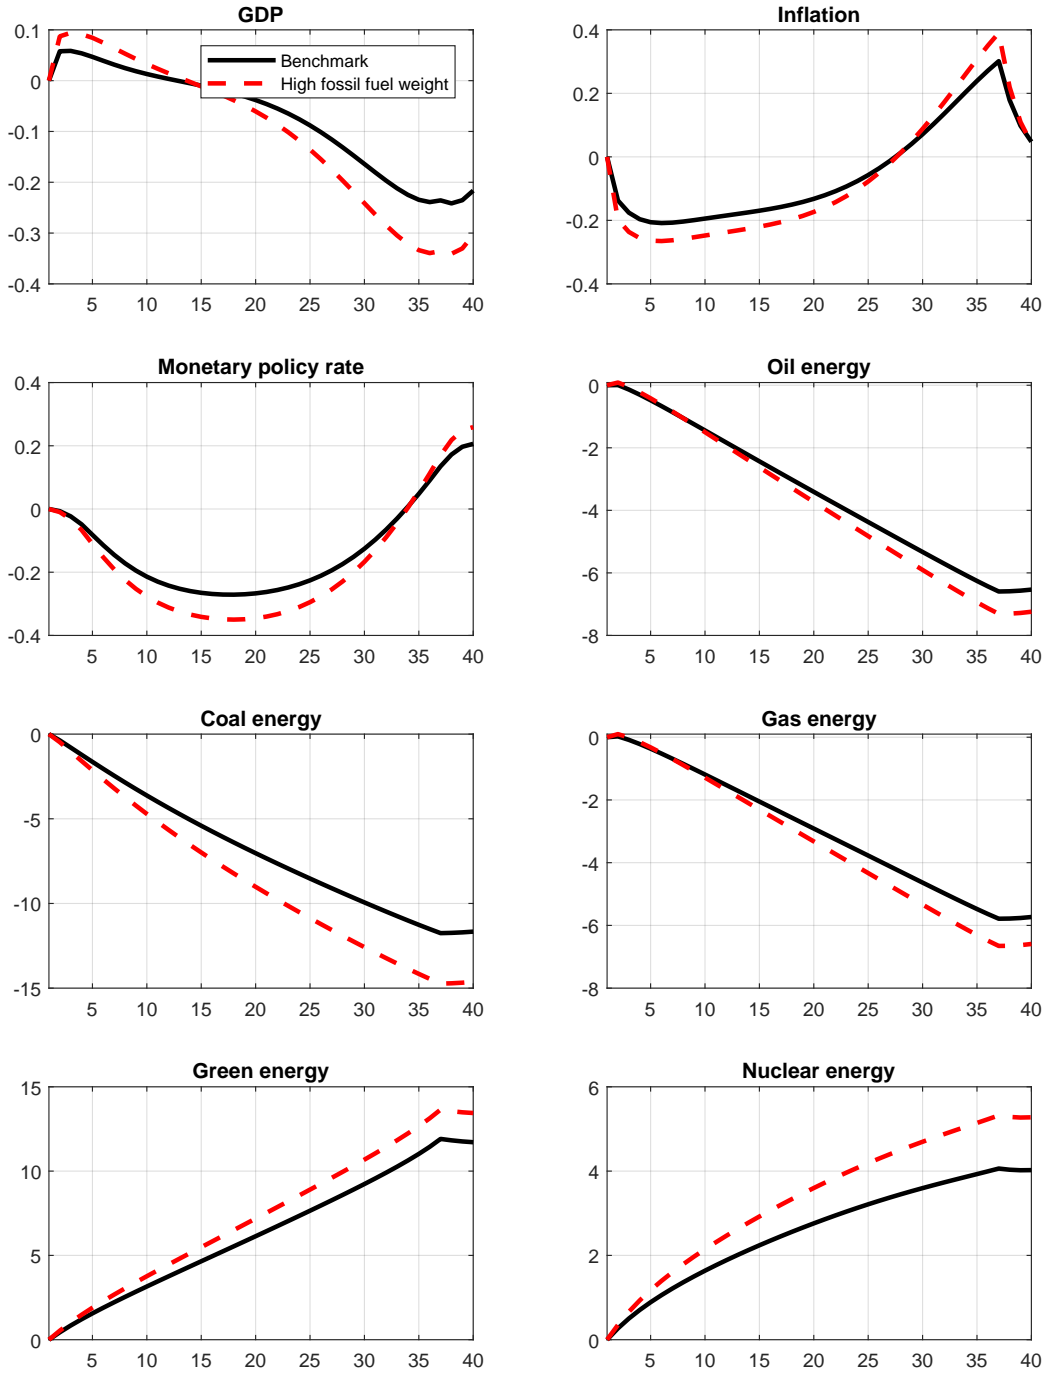 GDP
0.1
0
-0.1
-0.2
-0.3
-0.4
5 10 15 20 25 30 35 40
Benchmark
High fossil fuel weight
Inflation
0.4
0.2
0
-0.2
-0.4
5 10 15 20 25 30 35 40
Monetary policy rate
0.4
0.2
0
-0.2
-0.4
5 10 15 20 25 30 35 40
Oil energy
0
-2
-4
-6
-8
5 10 15 20 25 30 35 40
Coal energy
0
-5
-10
-15
5 10 15 20 25 30 35 40
Gas energy
0
-2
-4
-6
-8
5 10 15 20 25 30 35 40
Green energy
15
10
5
0
5 10 15 20 25 30 35 40
Nuclear energy
6
4
2
0
5 10 15 20 25 30 35 40